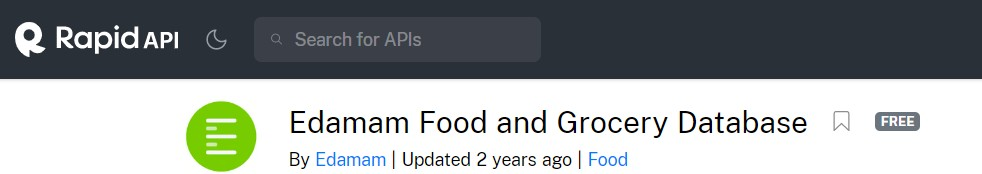 Rapid API
Search for APIs
Edamam Food and Grocery Database FREE
By Edamam | Updated 2 years ago | Food